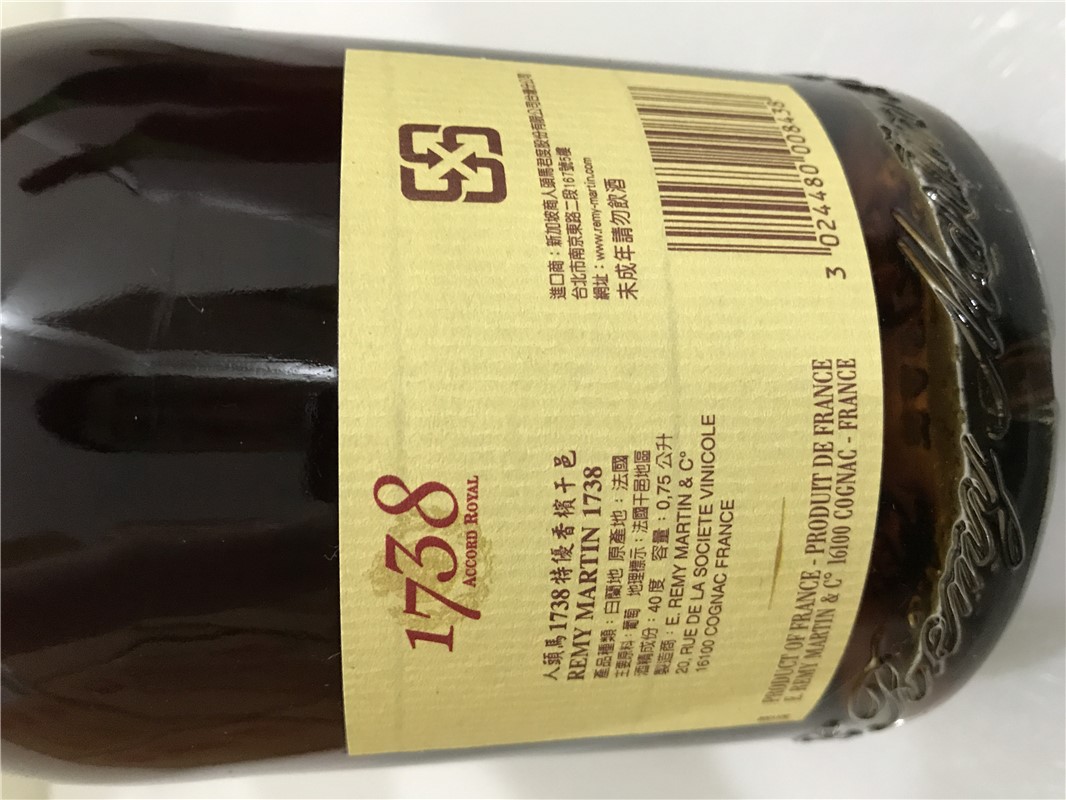 1738
ACCORD ROYAL
人頭馬1738特優香檳干邑
REMY MARTIN 1738
產品種類：白蘭地 原產地：法國
主要原料：葡萄 地理標示：法國干邑地區
酒精成份：40度 容量：0,75 公升
製造商：E. REMY MARTIN & C°
20, RUE DE LA SOCIETE VINICOLE
16100 COGNAC FRANCE
進口商：新加坡商人頭馬君度股份有限公司台灣分公司
台北市南京東路二段167號5樓
網址：www.remy-martin.com
未成年請勿飲酒
3 024480 008436
PRODUCT OF FRANCE - PRODUIT DE FRANCE
E. REMY MARTIN & C° 16100 COGNAC - FRANCE
Rémy Martin